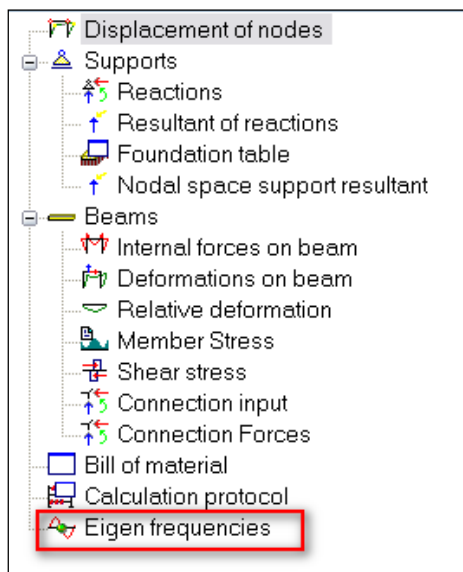 Displacement of nodes
Supports
Reactions
Resultant of reactions
Foundation table
Nodal space support resultant
Beams
Internal forces on beam
Deformations on beam
Relative deformation
Member Stress
Shear stress
Connection input
Connection Forces
Bill of material
Calculation protocol
Eigen frequencies